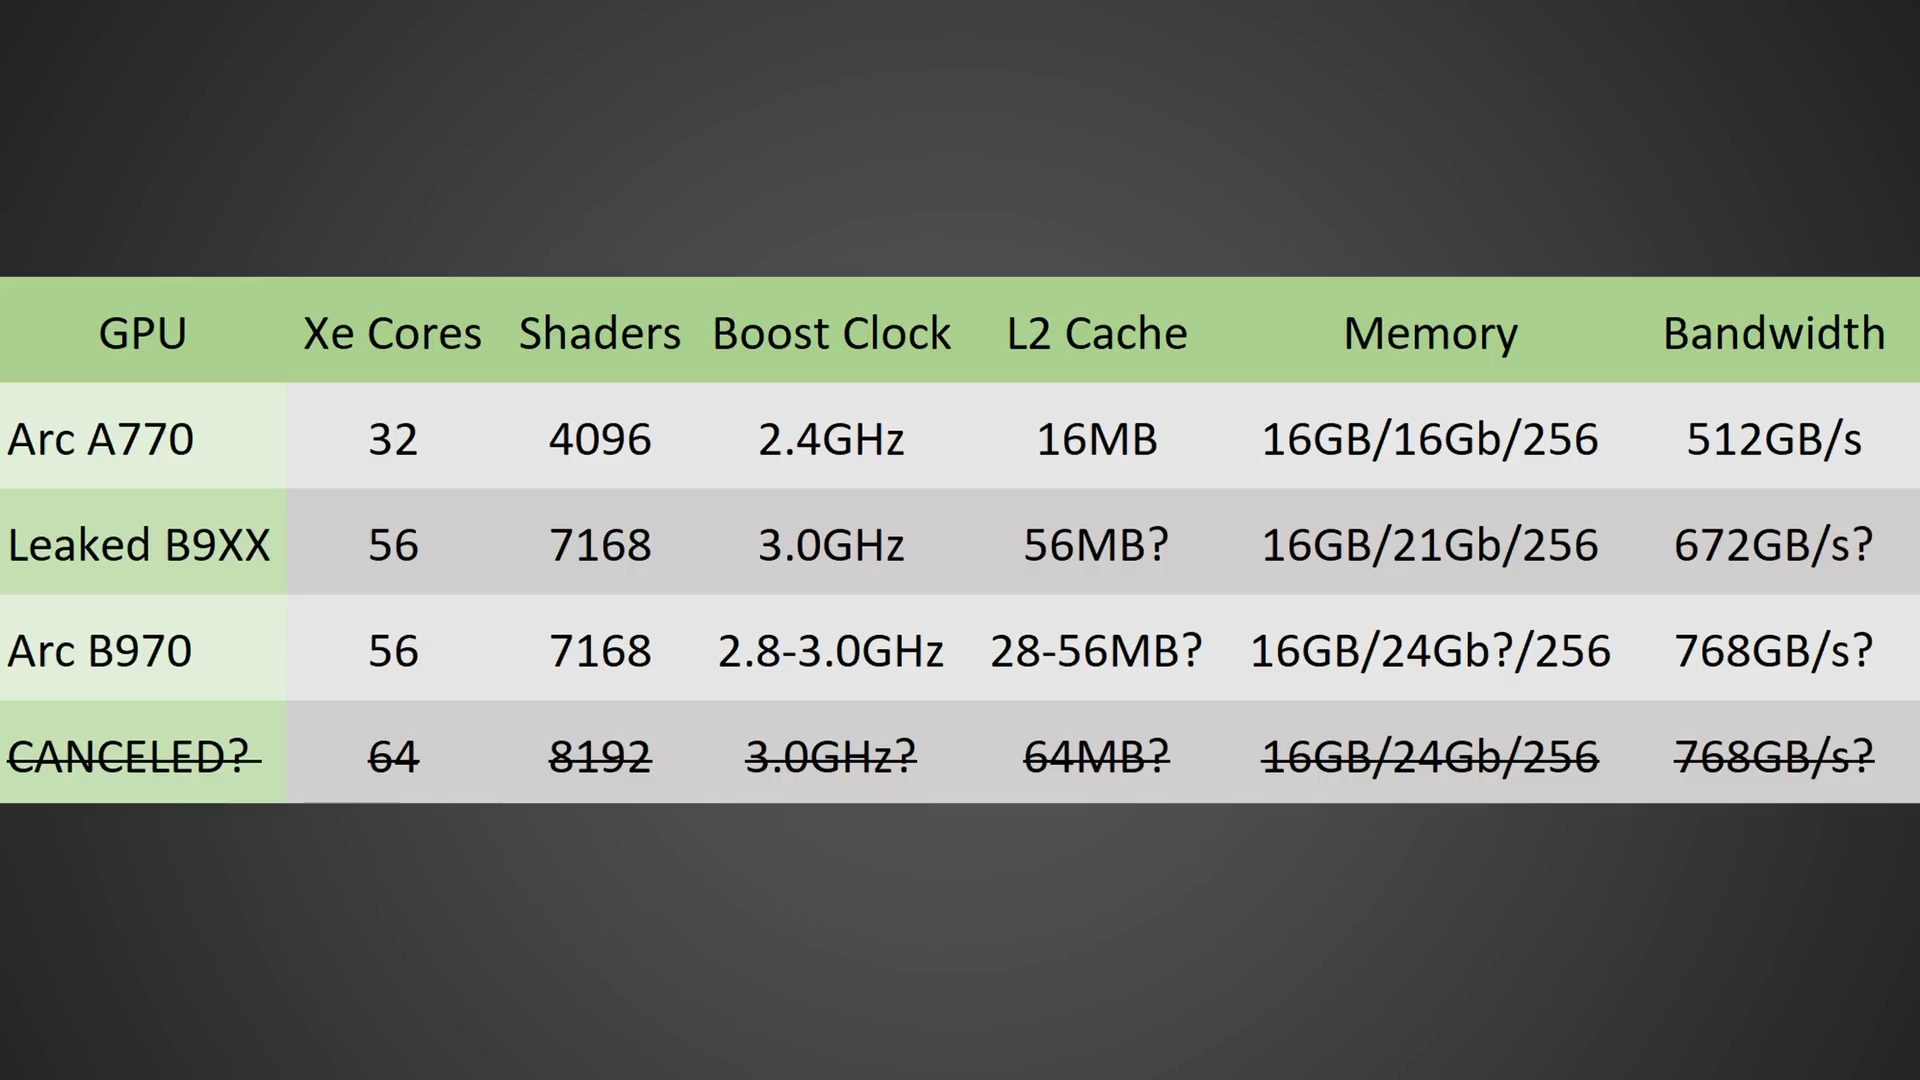 GPU Xe Cores Shaders Boost Clock L2 Cache Memory Bandwidth
Arc A770 32 4096 2.4GHz 16MB 16GB/16Gb/256 512GB/s
Leaked B9XX 56 7168 3.0GHz 56MB? 16GB/21Gb/256 672GB/s?
Arc B970 56 7168 2.8-3.0GHz 28-56MB? 16GB/24Gb?/256 768GB/s?
CANCELED? 64 8192 3.0GHz? 64MB? 16GB/24Gb/256 768GB/s?